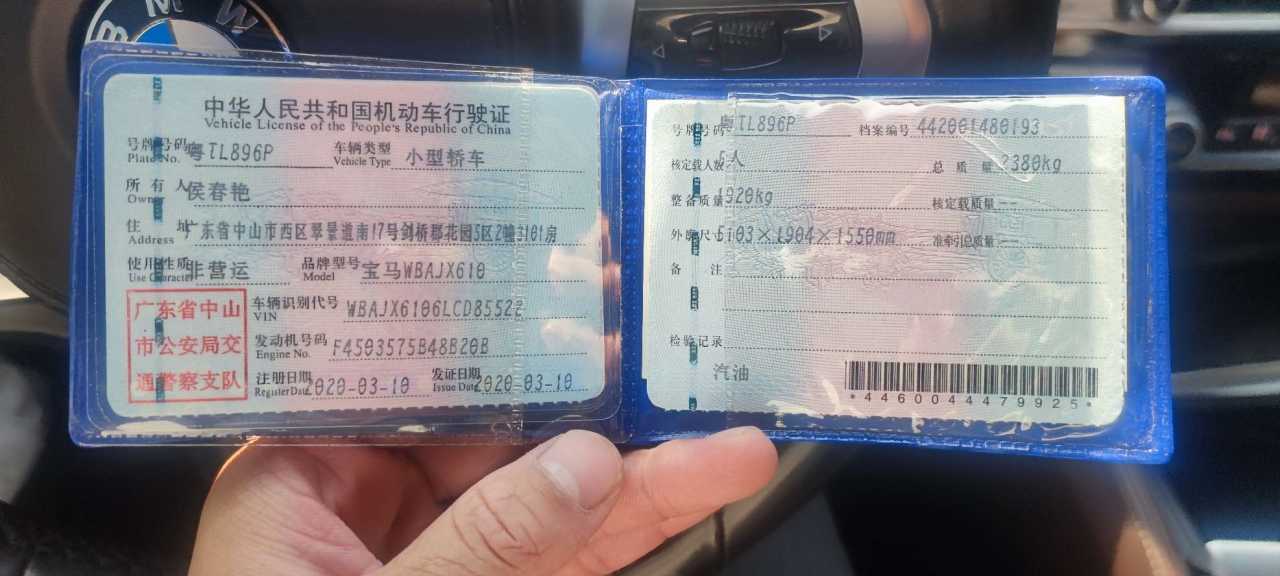 BMW
中华人民共和国机动车行驶证
Vehicle License of the People's Republic of China
号牌号码 粤TL896P 车辆类型 小型轿车
Plate No. Vehicle Type
所有人 侯春艳
Owner
住址 广东省中山市西区翠景道南17号剑桥郡花园5区2幢3101房
Address
使用性质 非营运 品牌型号 宝马WBAJX610
Use Character Model
广东省中山
市公安局交
通警察支队
车辆识别代号 WBAJX6106LCD85522
VIN
发动机号码 F4503575B48B20B
Engine No.
注册日期 2020-03-10 发证日期 2020-03-10
Register Date Issue Date
号牌号码 粤TL896P 档案编号 442001480193
核定载人数 5人 总质量 2380kg
整备质量 1920kg 核定载质量 --
外廓尺寸 5103×1904×1550mm 准牵引总质量 --
备注
检验记录
汽油
*4460044479925*